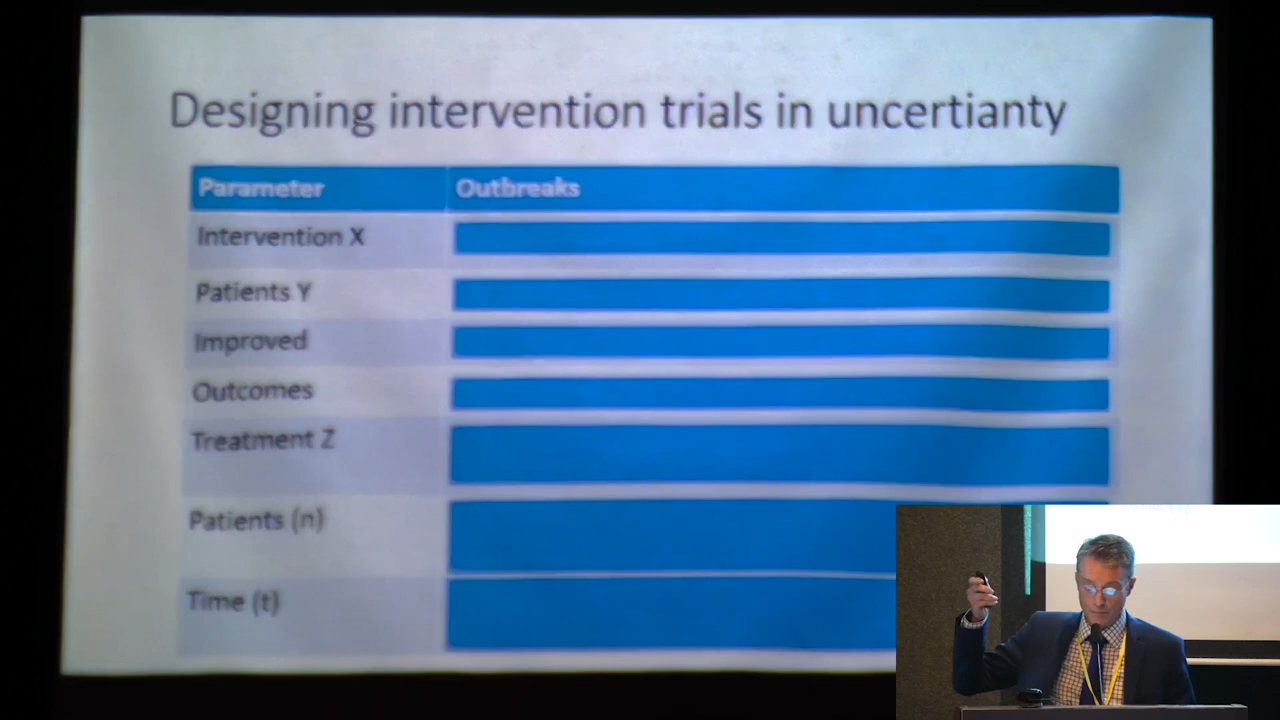 Designing intervention trials in uncertianty
Parameter Outbreaks
Intervention X
Patients Y
Improved
Outcomes
Treatment Z
Patients (n)
Time (t)